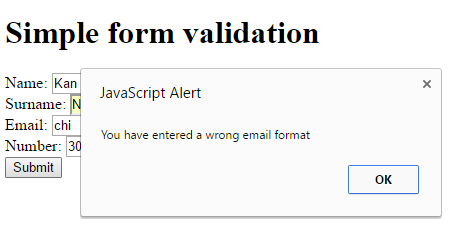 Simple form validation
Name: Kan
JavaScript Alert
Surname: N
You have entered a wrong email format
Email: chi
Number: 30
OK
Submit